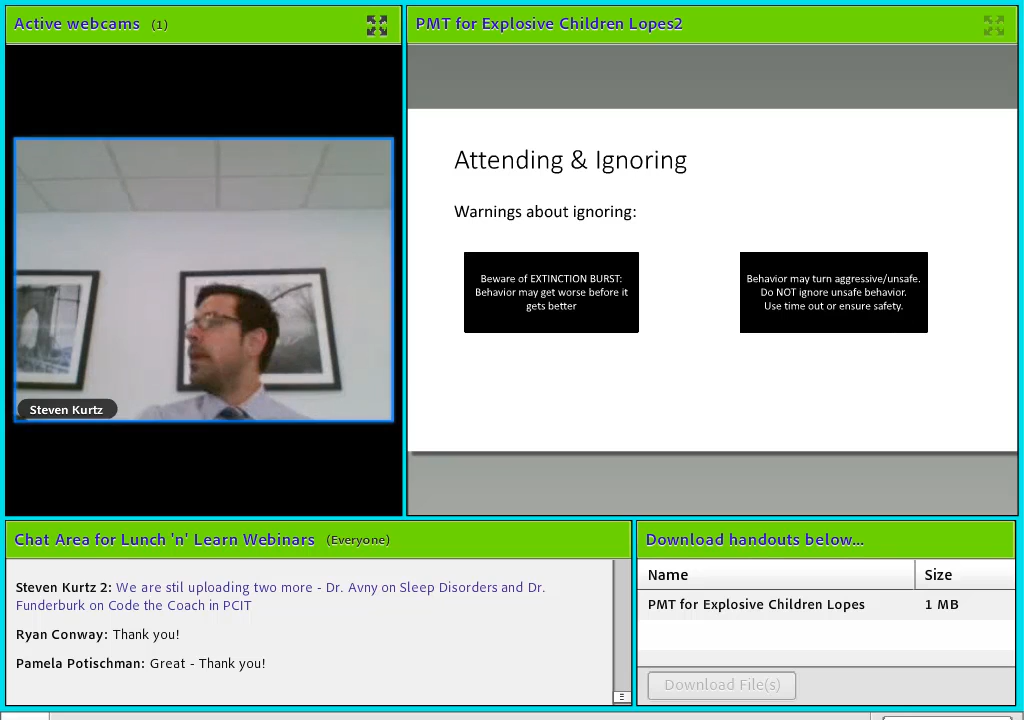 Active webcams (1)
PMT for Explosive Children Lopes2
Attending & Ignoring
Warnings about ignoring:
Beware of EXTINCTION BURST:
Behavior may get worse before it
gets better
Behavior may turn aggressive/unsafe.
Do NOT ignore unsafe behavior.
Use time out or ensure safety.
Steven Kurtz
Chat Area for Lunch 'n' Learn Webinars (Everyone)
Steven Kurtz 2: We are stil uploading two more - Dr. Avny on Sleep Disorders and Dr.
Funderburk on Code the Coach in PCIT
Ryan Conway: Thank you!
Pamela Potischman: Great - Thank you!
Download handouts below...
Name Size
PMT for Explosive Children Lopes 1 MB
Download File(s)